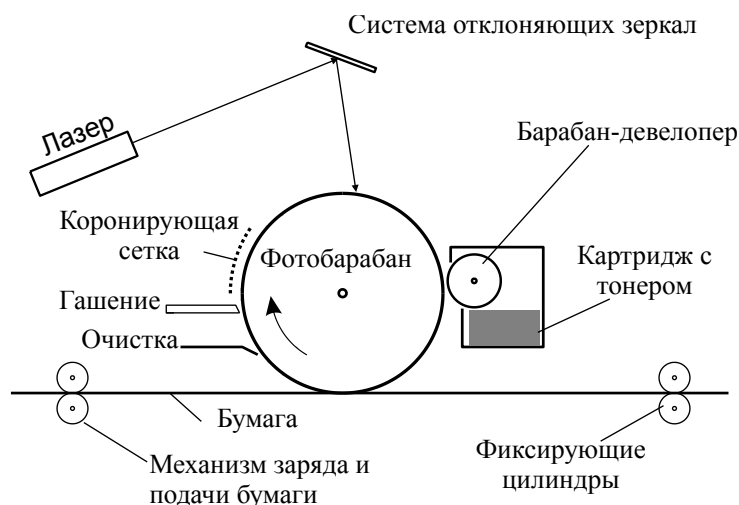 Система отклоняющих зеркал
Лазер
Барабан-девелопер
Коронирующая
сетка
Фотобарабан
Картридж с
тонером
Гашение
Очистка
Бумага
Механизм заряда и
подачи бумаги
Фиксирующие
цилиндры